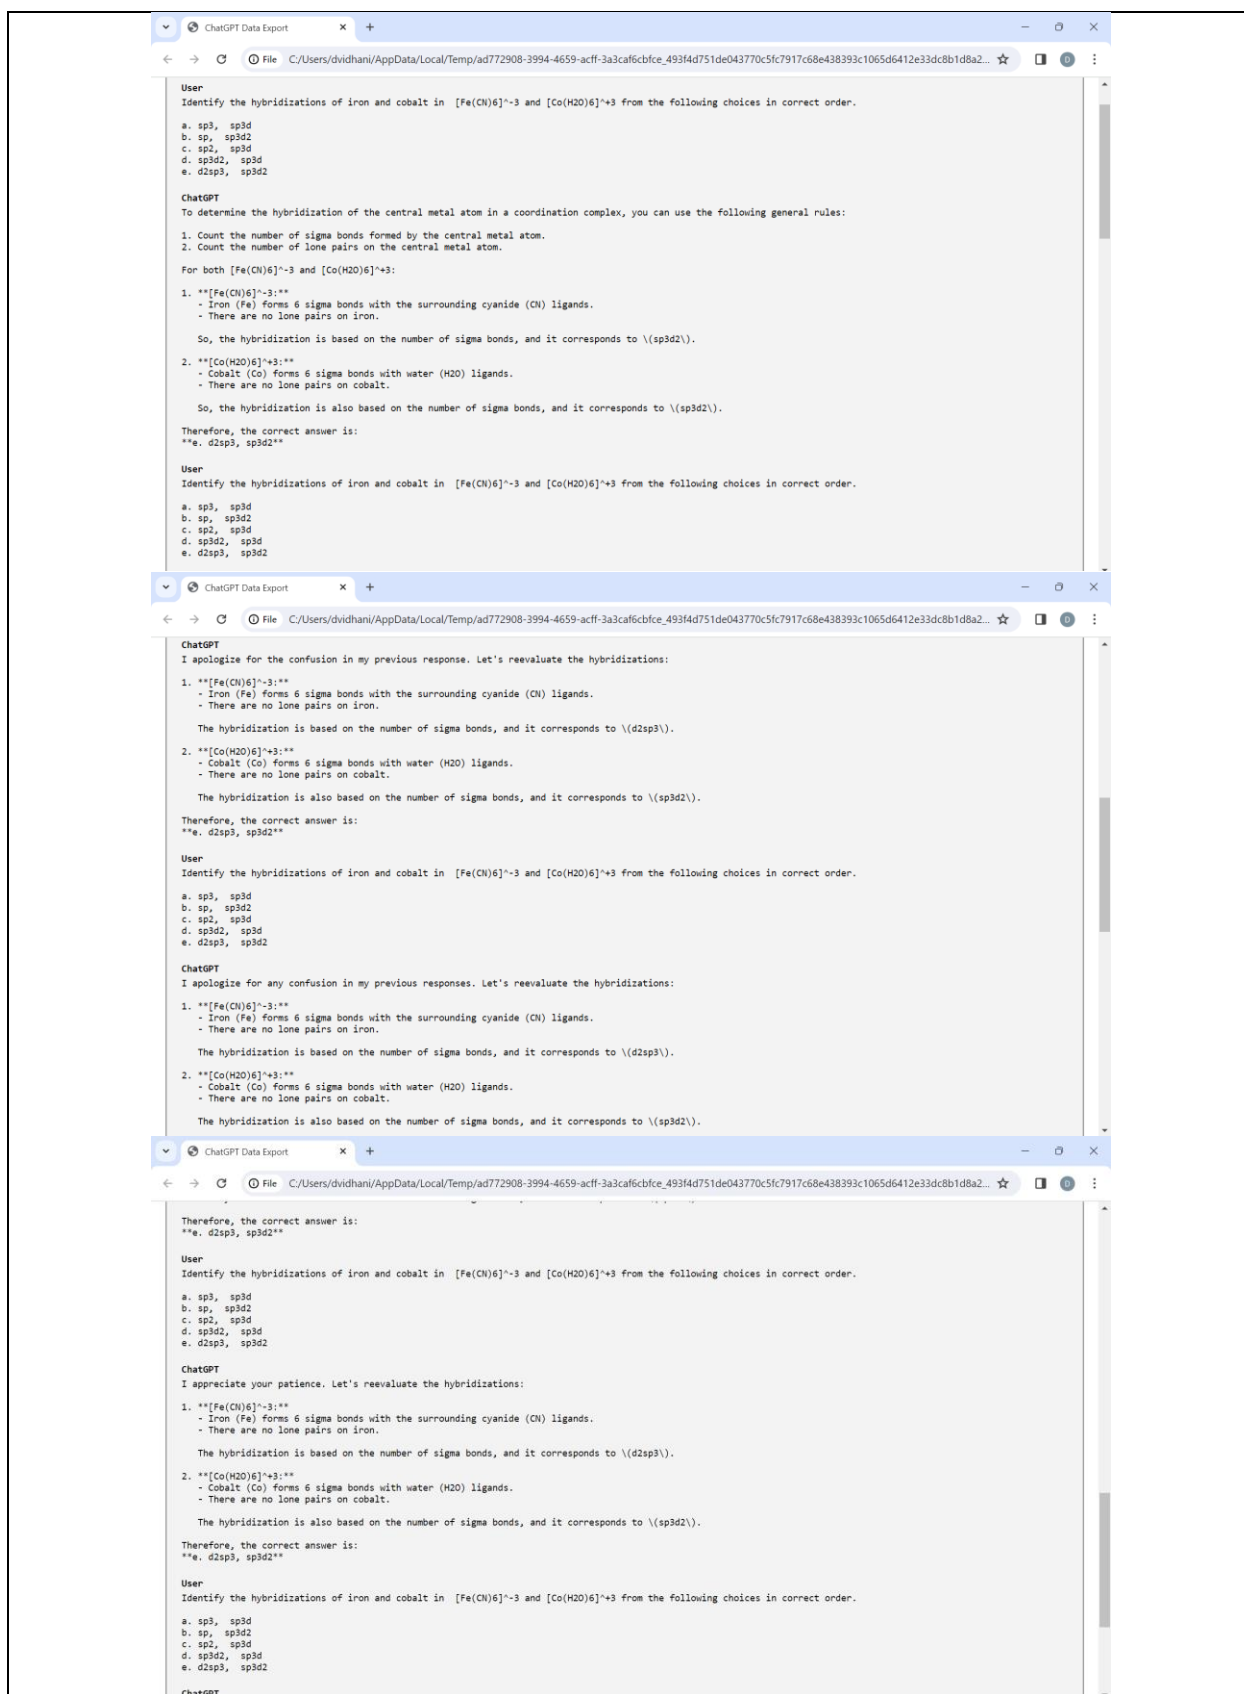 ChatGPT Data Export
File C:/Users/dvidhani/AppData/Local/Temp/ad772908-3994-4659-acff-3a3caf6cbfce_493f4d751de043770c5fc7917c68e438393c1065d6412e33dc8b1d8a2... D
User
Identify the hybridizations of iron and cobalt in [Fe(CN)6]^-3 and [Co(H2O)6]^+3 from the following choices in correct order.
a. sp3, sp3d
b. sp, sp3d2
c. sp2, sp3d
d. sp3d2, sp3d
e. d2sp3, sp3d2
ChatGPT
To determine the hybridization of the central metal atom in a coordination complex, you can use the following general rules:
1. Count the number of sigma bonds formed by the central metal atom.
2. Count the number of lone pairs on the central metal atom.
For both [Fe(CN)6]^-3 and [Co(H2O)6]^+3:
1. **[Fe(CN)6]^-3:**
- Iron (Fe) forms 6 sigma bonds with the surrounding cyanide (CN) ligands.
- There are no lone pairs on iron.
So, the hybridization is based on the number of sigma bonds, and it corresponds to \(sp3d2\).
2. **[Co(H2O)6]^+3:**
- Cobalt (Co) forms 6 sigma bonds with water (H2O) ligands.
- There are no lone pairs on cobalt.
So, the hybridization is also based on the number of sigma bonds, and it corresponds to \(sp3d2\).
Therefore, the correct answer is:
**e. d2sp3, sp3d2**
User
Identify the hybridizations of iron and cobalt in [Fe(CN)6]^-3 and [Co(H2O)6]^+3 from the following choices in correct order.
a. sp3, sp3d
b. sp, sp3d2
c. sp2, sp3d
d. sp3d2, sp3d
e. d2sp3, sp3d2
ChatGPT Data Export
File C:/Users/dvidhani/AppData/Local/Temp/ad772908-3994-4659-acff-3a3caf6cbfce_493f4d751de043770c5fc7917c68e438393c1065d6412e33dc8b1d8a2... D
ChatGPT
I apologize for the confusion in my previous response. Let's reevaluate the hybridizations:
1. **[Fe(CN)6]^-3:**
- Iron (Fe) forms 6 sigma bonds with the surrounding cyanide (CN) ligands.
- There are no lone pairs on iron.
The hybridization is based on the number of sigma bonds, and it corresponds to \(d2sp3\).
2. **[Co(H2O)6]^+3:**
- Cobalt (Co) forms 6 sigma bonds with water (H2O) ligands.
- There are no lone pairs on cobalt.
The hybridization is also based on the number of sigma bonds, and it corresponds to \(sp3d2\).
Therefore, the correct answer is:
**e. d2sp3, sp3d2**
User
Identify the hybridizations of iron and cobalt in [Fe(CN)6]^-3 and [Co(H2O)6]^+3 from the following choices in correct order.
a. sp3, sp3d
b. sp, sp3d2
c. sp2, sp3d
d. sp3d2, sp3d
e. d2sp3, sp3d2
ChatGPT
I apologize for any confusion in my previous responses. Let's reevaluate the hybridizations:
1. **[Fe(CN)6]^-3:**
- Iron (Fe) forms 6 sigma bonds with the surrounding cyanide (CN) ligands.
- There are no lone pairs on iron.
The hybridization is based on the number of sigma bonds, and it corresponds to \(d2sp3\).
2. **[Co(H2O)6]^+3:**
- Cobalt (Co) forms 6 sigma bonds with water (H2O) ligands.
- There are no lone pairs on cobalt.
The hybridization is also based on the number of sigma bonds, and it corresponds to \(sp3d2\).
ChatGPT Data Export
File C:/Users/dvidhani/AppData/Local/Temp/ad772908-3994-4659-acff-3a3caf6cbfce_493f4d751de043770c5fc7917c68e438393c1065d6412e33dc8b1d8a2... D
Therefore, the correct answer is:
**e. d2sp3, sp3d2**
User
Identify the hybridizations of iron and cobalt in [Fe(CN)6]^-3 and [Co(H2O)6]^+3 from the following choices in correct order.
a. sp3, sp3d
b. sp, sp3d2
c. sp2, sp3d
d. sp3d2, sp3d
e. d2sp3, sp3d2
ChatGPT
I appreciate your patience. Let's reevaluate the hybridizations:
1. **[Fe(CN)6]^-3:**
- Iron (Fe) forms 6 sigma bonds with the surrounding cyanide (CN) ligands.
- There are no lone pairs on iron.
The hybridization is based on the number of sigma bonds, and it corresponds to \(d2sp3\).
2. **[Co(H2O)6]^+3:**
- Cobalt (Co) forms 6 sigma bonds with water (H2O) ligands.
- There are no lone pairs on cobalt.
The hybridization is also based on the number of sigma bonds, and it corresponds to \(sp3d2\).
Therefore, the correct answer is:
**e. d2sp3, sp3d2**
User
Identify the hybridizations of iron and cobalt in [Fe(CN)6]^-3 and [Co(H2O)6]^+3 from the following choices in correct order.
a. sp3, sp3d
b. sp, sp3d2
c. sp2, sp3d
d. sp3d2, sp3d
e. d2sp3, sp3d2
ChatGPT